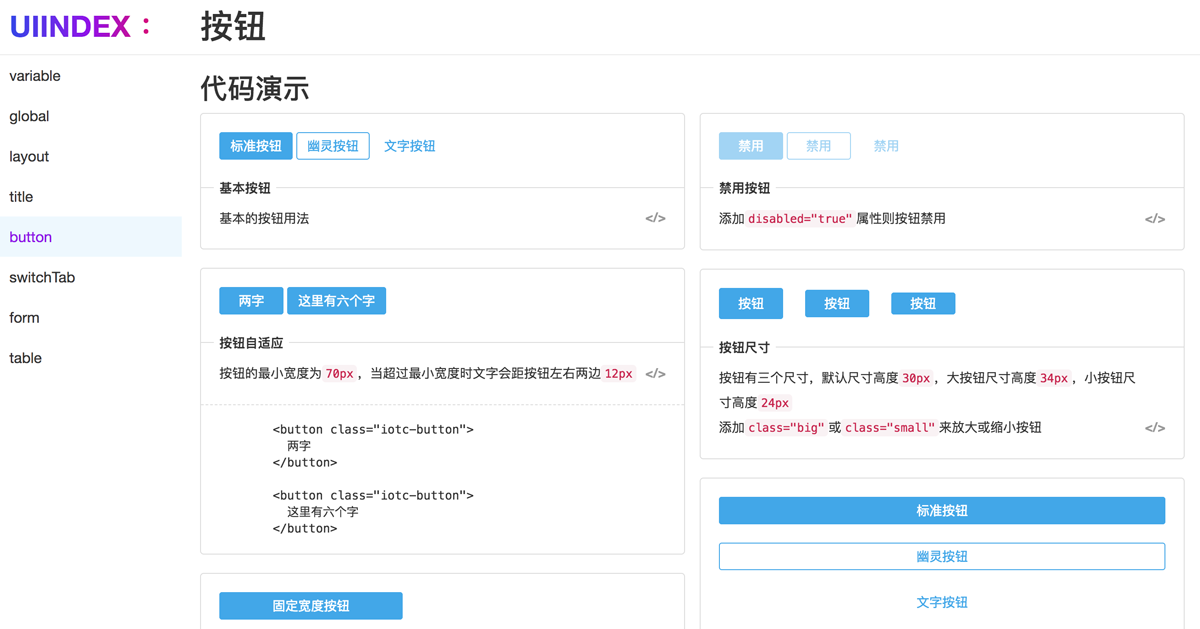 UIINDEX :
按钮
variable
global
layout
title
button
switchTab
form
table
代码演示
标准按钮 幽灵按钮 文字按钮
基本按钮
基本的按钮用法 </>
两字 这里有六个字
按钮自适应
按钮的最小宽度为 70px ，当超过最小宽度时文字会距按钮左右两边 12px </>
<button class="iotc-button">
两字
</button>
<button class="iotc-button">
这里有六个字
</button>
固定宽度按钮
禁用 禁用 禁用
禁用按钮
添加 disabled="true" 属性则按钮禁用 </>
按钮 按钮 按钮
按钮尺寸
按钮有三个尺寸，默认尺寸高度 30px ，大按钮尺寸高度 34px ，小按钮尺
寸高度 24px
添加 class="big" 或 class="small" 来放大或缩小按钮 </>
标准按钮
幽灵按钮
文字按钮